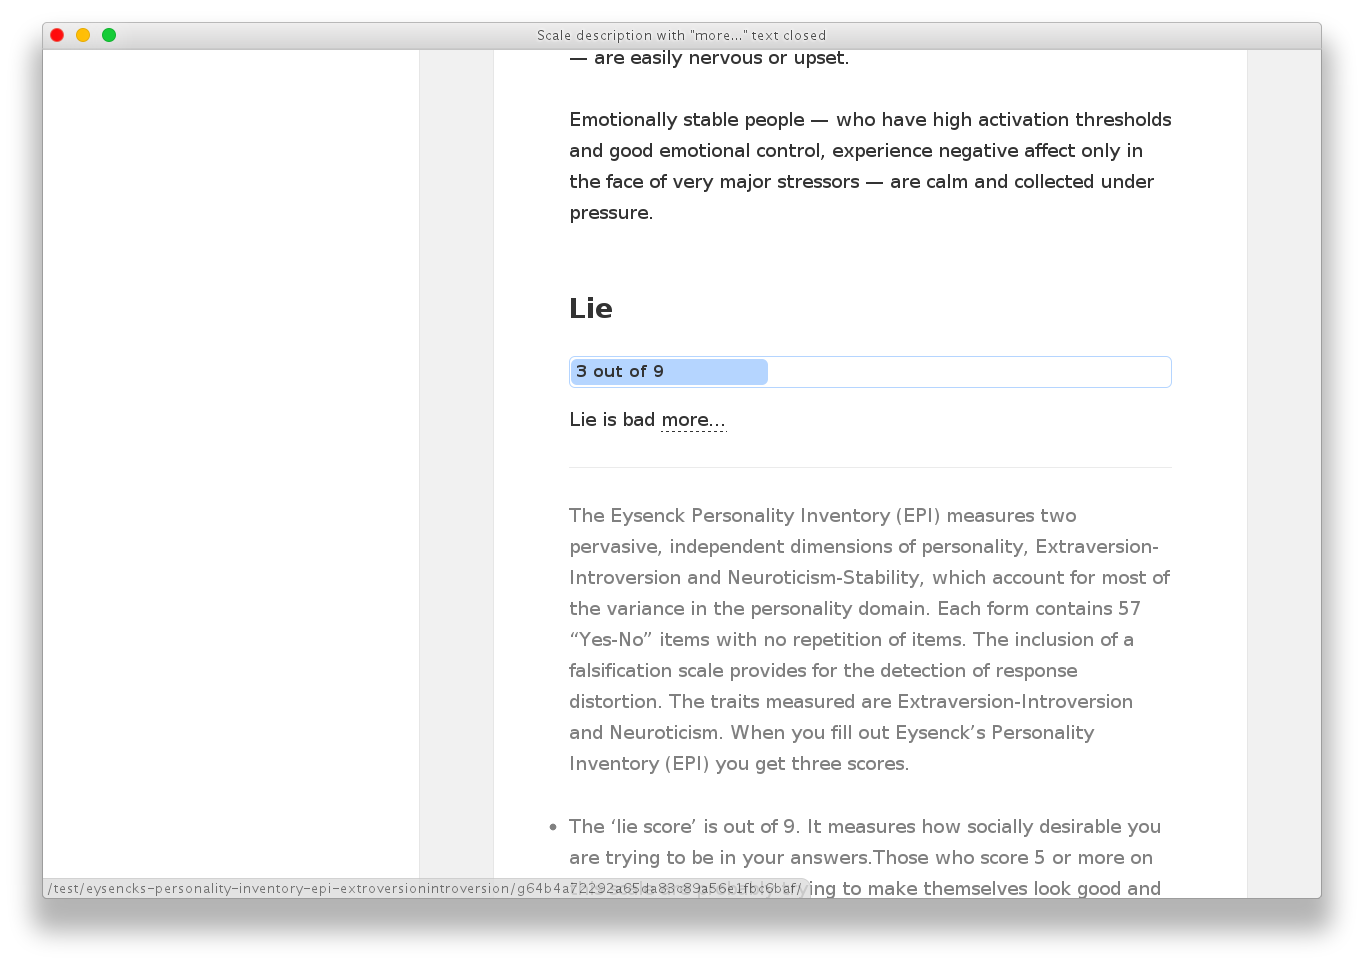 Scale description with "more..." text closed
— are easily nervous or upset.
Emotionally stable people — who have high activation thresholds
and good emotional control, experience negative affect only in
the face of very major stressors — are calm and collected under
pressure.
Lie
3 out of 9
Lie is bad more...
The Eysenck Personality Inventory (EPI) measures two
pervasive, independent dimensions of personality, Extraversion-
Introversion and Neuroticism-Stability, which account for most of
the variance in the personality domain. Each form contains 57
“Yes-No” items with no repetition of items. The inclusion of a
falsification scale provides for the detection of response
distortion. The traits measured are Extraversion-Introversion
and Neuroticism. When you fill out Eysenck’s Personality
Inventory (EPI) you get three scores.
• The ‘lie score’ is out of 9. It measures how socially desirable you
are trying to be in your answers.Those who score 5 or more on
ing to make themselves look good and